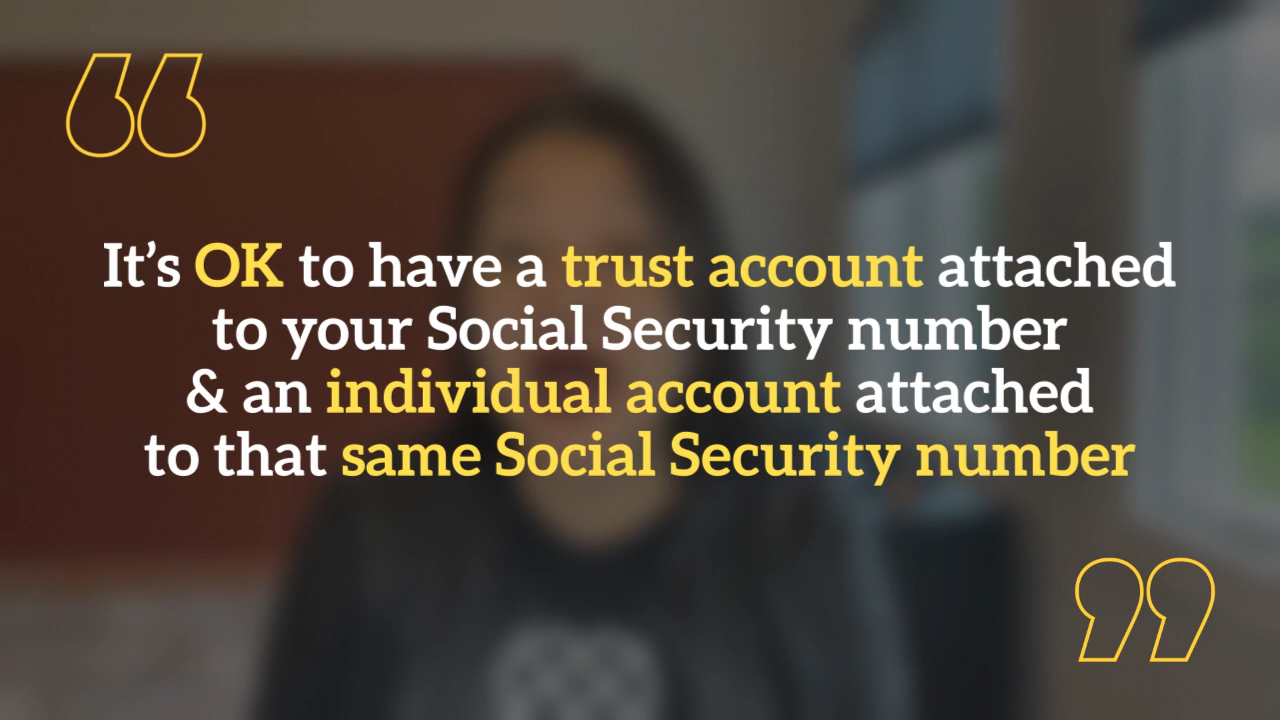 “
It’s OK to have a trust account attached
to your Social Security number
& an individual account attached
to that same Social Security number
”